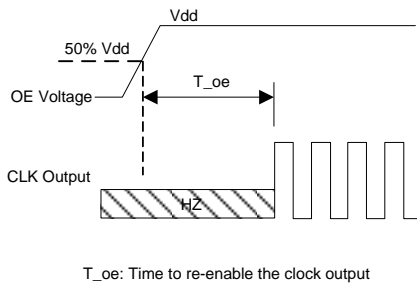 Vdd
50% Vdd
T_oe
OE Voltage
CLK Output
HZ
T_oe: Time to re-enable the clock output